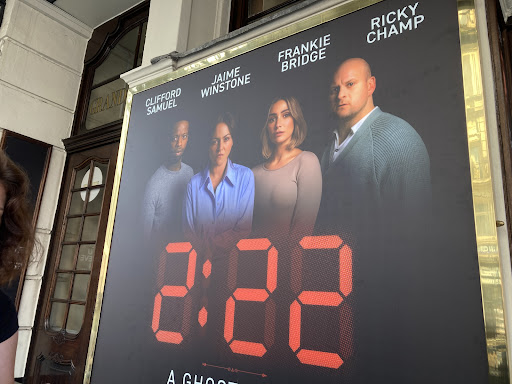 CLIFFORD
SAMUEL
JAIME
WINSTONE
FRANKIE
BRIDGE
RICKY
CHAMP
2:22
A GHOST